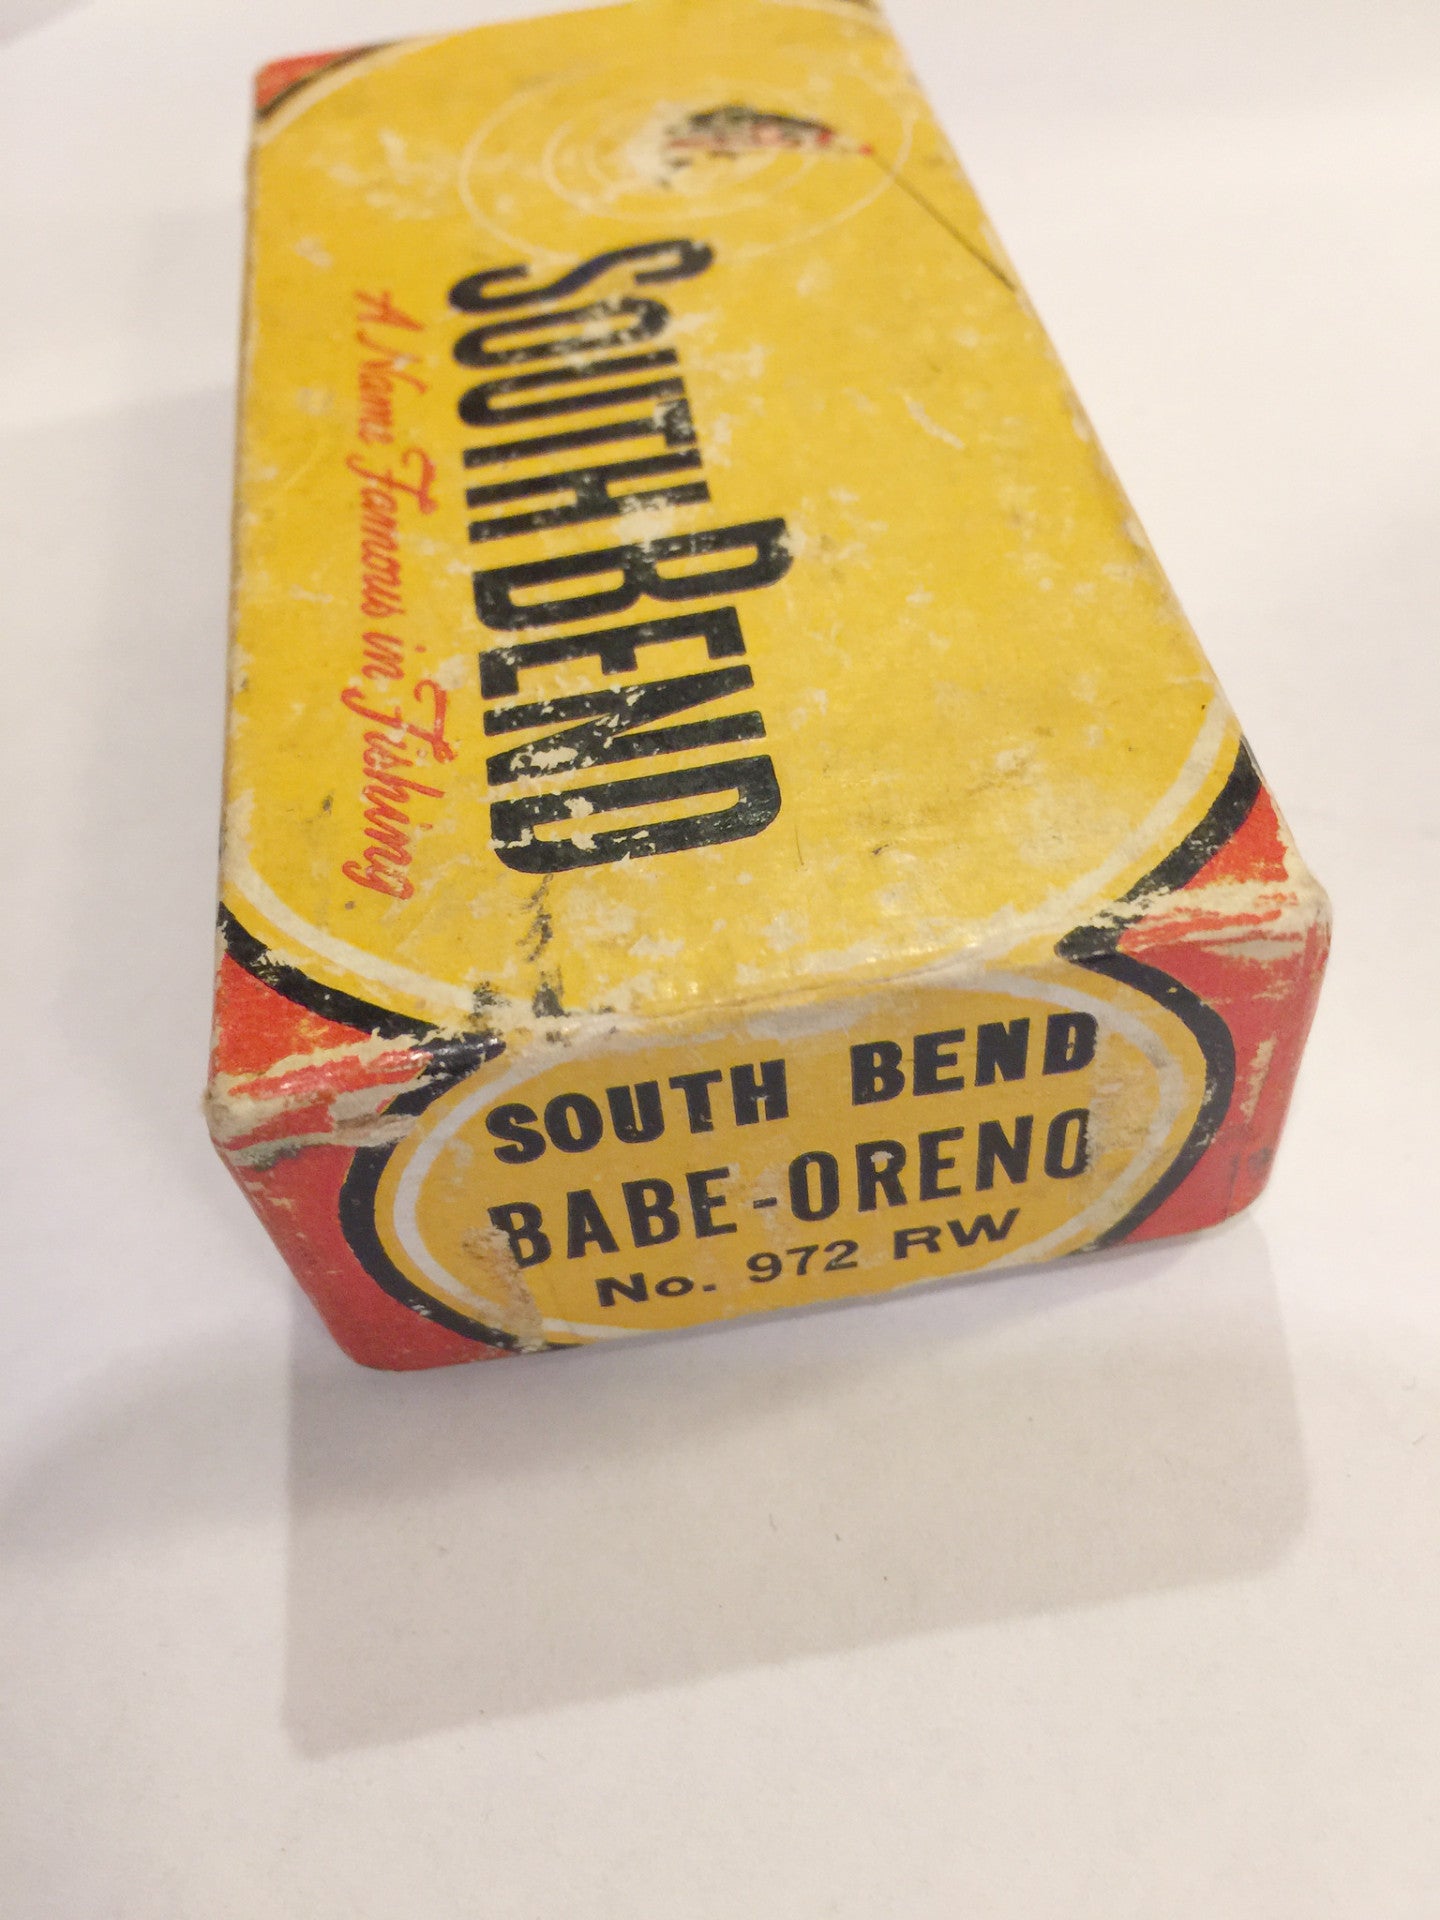 SOUTH BEND
A Name Famous in Fishing
SOUTH BEND
BABE-ORENO
No. 972 RW